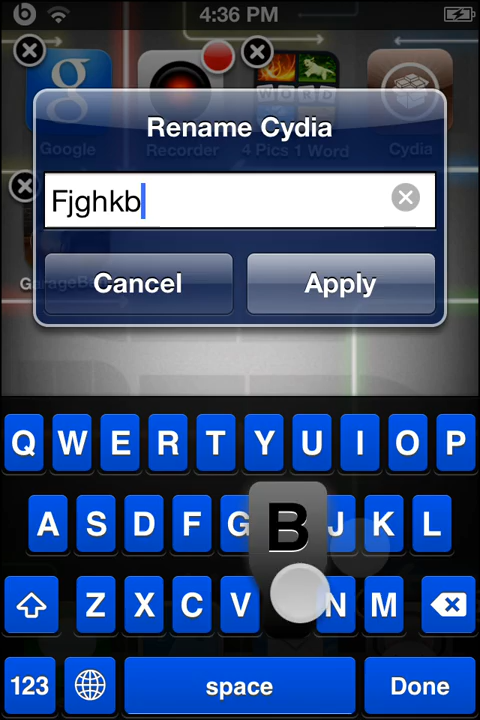 4:36 PM
Google
Recorder
4 Pics 1 Word
Cydia
Rename Cydia
Fjghkb
Cancel
Apply
Q W E R T Y U I O P
A S D F G B J K L
Z X C V N M
123
space
Done